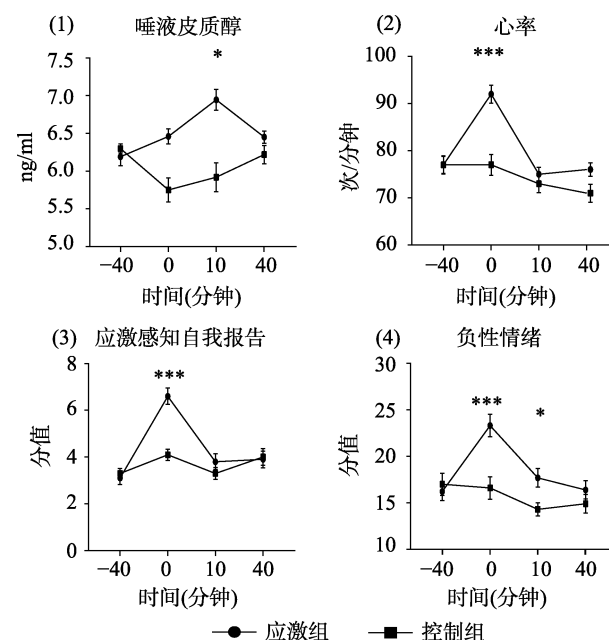 (1) 唾液皮质醇
*
7.5
7.0
6.5
6.0
5.5
5.0
ng/ml
−40 0 10 40
时间(分钟)
(2) 心率
***
100
90
80
70
60
次/分钟
−40 0 10 40
时间(分钟)
(3) 应激感知自我报告
***
8
6
4
2
0
分值
−40 0 10 40
时间(分钟)
(4) 负性情绪
***
*
30
25
20
15
10
分值
−40 0 10 40
时间(分钟)
应激组 控制组